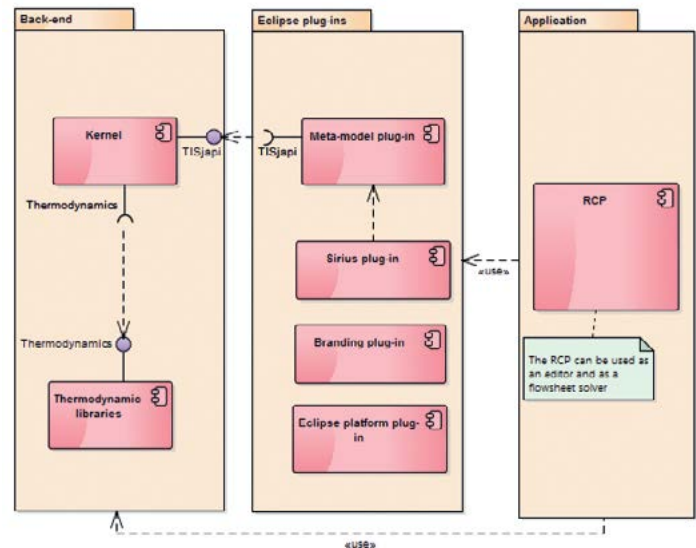 Back-end
Eclipse plug-ins
Application
Kernel
TISjapi
TISjapi
Meta-model plug-in
Thermodynamics
RCP
Sirius plug-in
«use»
Thermodynamics
Branding plug-in
The RCP can be used as
an editor and as a
flowsheet solver
Thermodynamic
libraries
Eclipse platform plug-
in
«use»